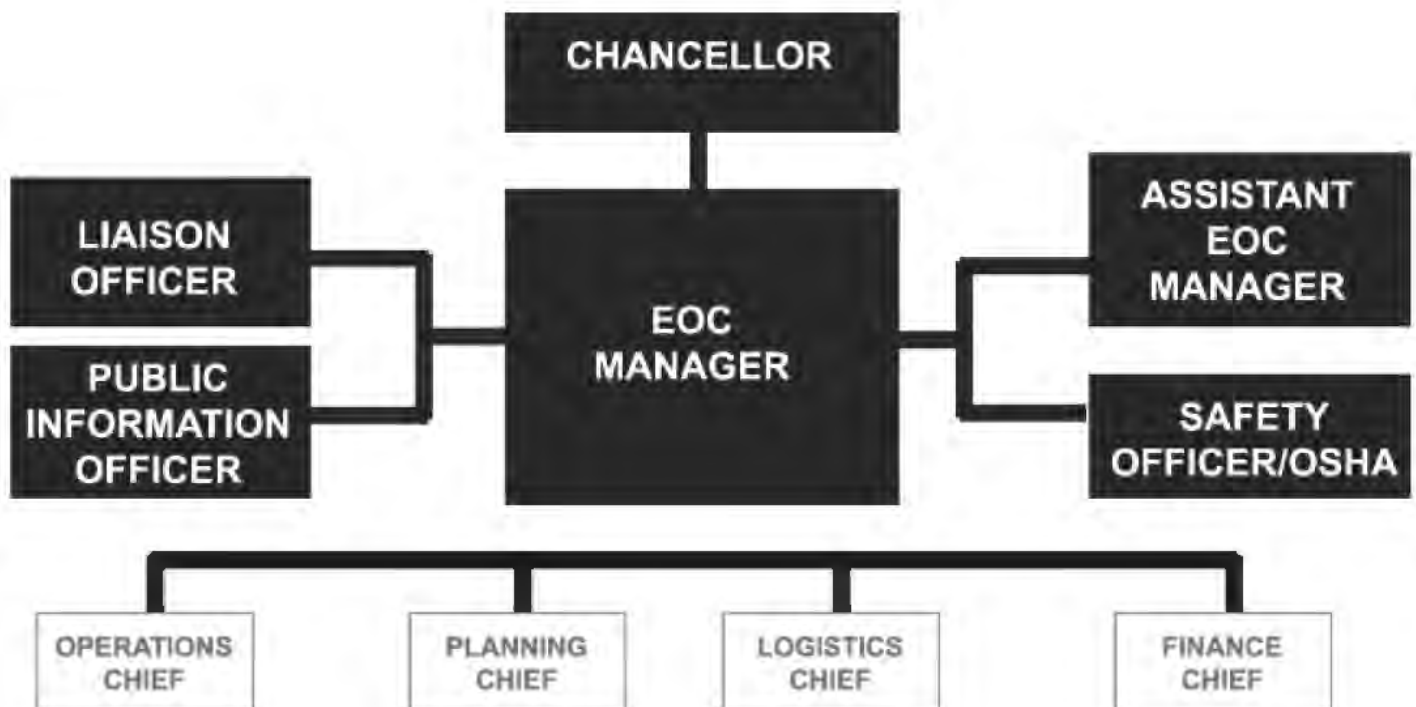 CHANCELLOR
LIAISON
OFFICER
PUBLIC
INFORMATION
OFFICER
EOC
MANAGER
ASSISTANT
EOC
MANAGER
SAFETY
OFFICER/OSHA
OPERATIONS
CHIEF
PLANNING
CHIEF
LOGISTICS
CHIEF
FINANCE
CHIEF